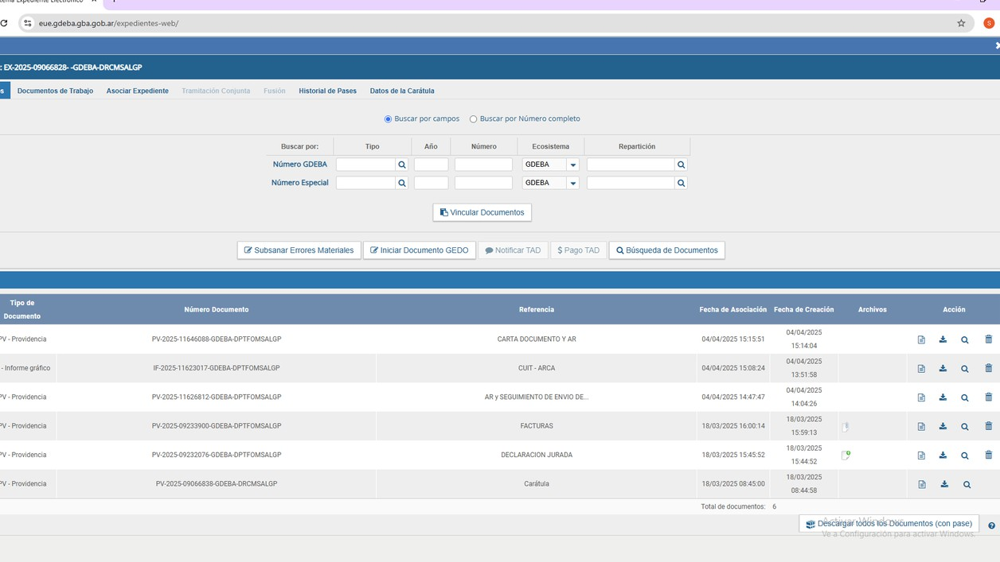 tema Expediente Electrónico
eue.gdeba.gba.gob.ar/expedientes-web/
S
: EX-2025-09066828- -GDEBA-DRCMSALGP
s Documentos de Trabajo Asociar Expediente Tramitación Conjunta Fusión Historial de Pases Datos de la Carátula
Buscar por campos Buscar por Número completo
Buscar por: Tipo Año Número Ecosistema Repartición
Número GDEBA GDEBA
Número Especial GDEBA
Vincular Documentos
Subsanar Errores Materiales Iniciar Documento GEDO Notificar TAD $ Pago TAD Búsqueda de Documentos
Tipo de
Documento Número Documento Referencia Fecha de Asociación Fecha de Creación Archivos Acción
PV - Providencia PV-2025-11646088-GDEBA-DPTFOMSALGP CARTA DOCUMENTO Y AR 04/04/2025 15:15:51 04/04/2025
15:14:04
- Informe gráfico IF-2025-11623017-GDEBA-DPTFOMSALGP CUIT - ARCA 04/04/2025 15:08:24 04/04/2025
13:51:58
PV - Providencia PV-2025-11626812-GDEBA-DPTFOMSALGP AR y SEGUIMIENTO DE ENVIO DE... 04/04/2025 14:47:47 04/04/2025
14:04:26
PV - Providencia PV-2025-09233900-GDEBA-DPTFOMSALGP FACTURAS 18/03/2025 16:00:14 18/03/2025
15:59:13
PV - Providencia PV-2025-09232076-GDEBA-DPTFOMSALGP DECLARACION JURADA 18/03/2025 15:45:52 18/03/2025
15:44:52
PV - Providencia PV-2025-09066838-GDEBA-DRCMSALGP Carátula 18/03/2025 08:45:00 18/03/2025
08:44:58
Total de documentos: 6
Descargar todos los Documentos (con pase)
Activar Windows
Ve a Configuración para activar Windows.